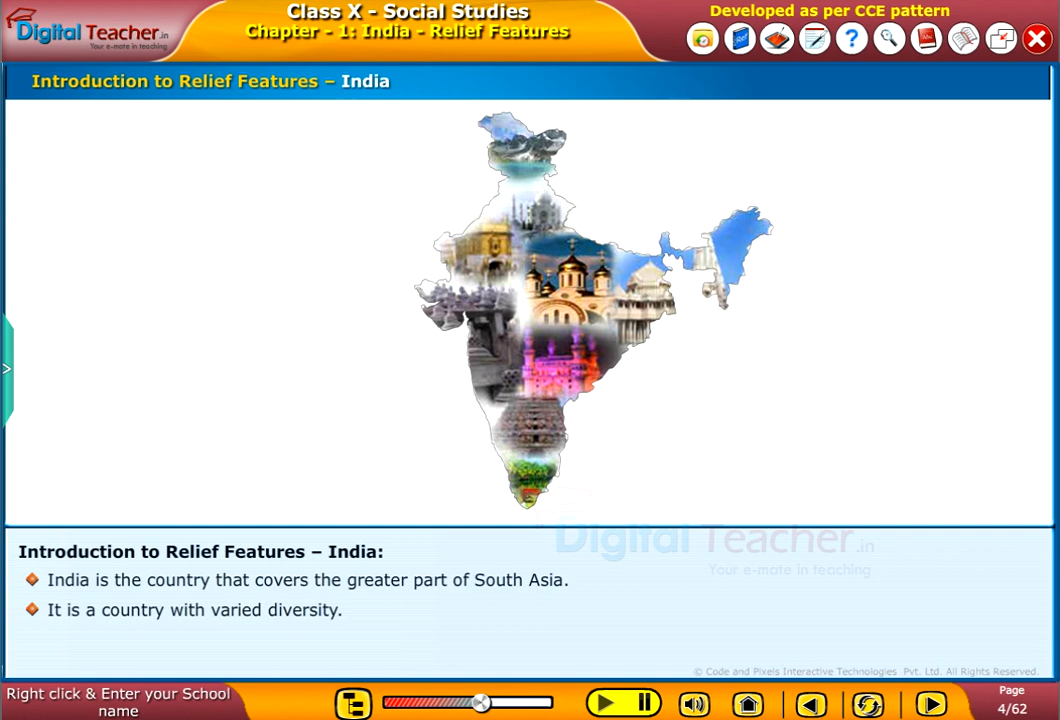 Digital Teacher.in
Your e-mate in teaching
Class X - Social Studies
Chapter - 1: India - Relief Features
Developed as per CCE pattern
Introduction to Relief Features – India
Introduction to Relief Features – India:
India is the country that covers the greater part of South Asia.
It is a country with varied diversity.
Digital Teacher.in
Your e-mate in teaching
© Code and Pixels Interactive Technologies Pvt. Ltd. All Rights Reserved.
Right click & Enter your School
name
Page
4/62